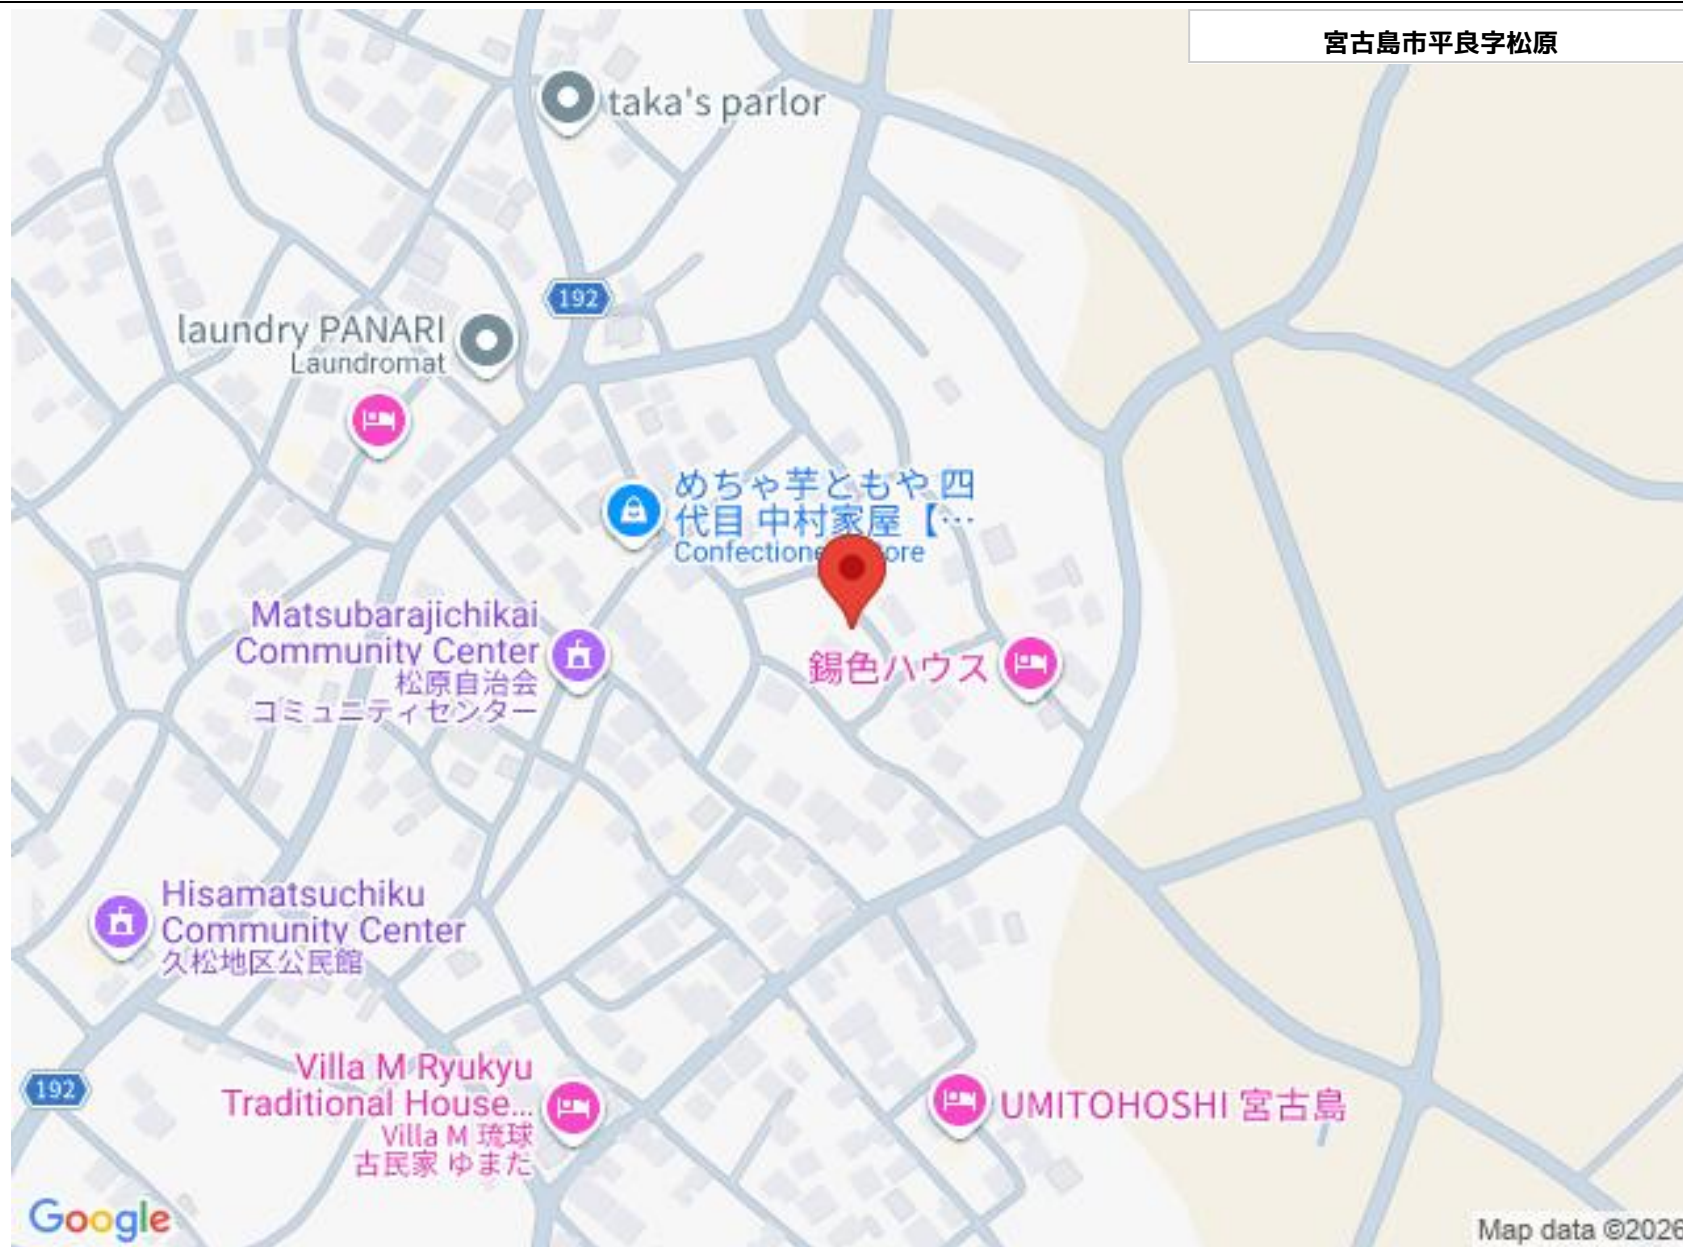 宮古島市平良字松原
taka's parlor
192
laundry PANARI
Laundromat
めちゃ芋ともや 四
代目 中村家屋【…
Confectione ore
Matsubarajichikai
Community Center
松原自治会
コミュニティセンター
錫色ハウス
Hisamatsuchiku
Community Center
久松地区公民館
192
Villa M Ryukyu
Traditional House...
Villa M 琉球
古民家 ゆまた
UMITOHOSHI 宮古島
Google
Map data ©2026